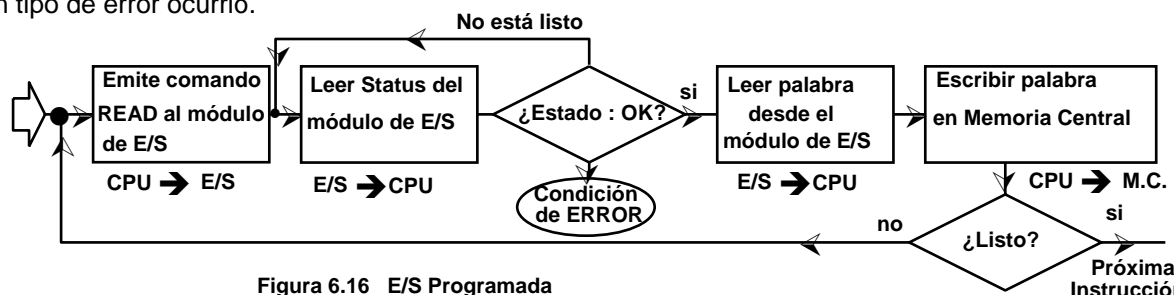 n tipo de error ocurrió.
No está listo
Emite comando
READ al módulo
de E/S
CPU ➔ E/S
Leer Status del
módulo de E/S
E/S ➔ CPU
¿Estado : OK?
si
Condición
de ERROR
Leer palabra
desde el
módulo de E/S
E/S ➔ CPU
Escribir palabra
en Memoria Central
CPU ➔ M.C.
no
¿Listo?
si
Próxima
Instrucció
Figura 6.16 E/S Programada